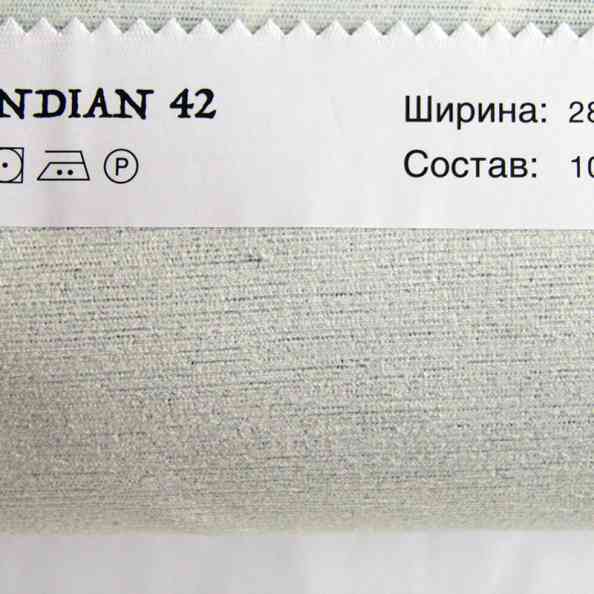 NDIAN 42
Ширина: 28
P
Состав: 10